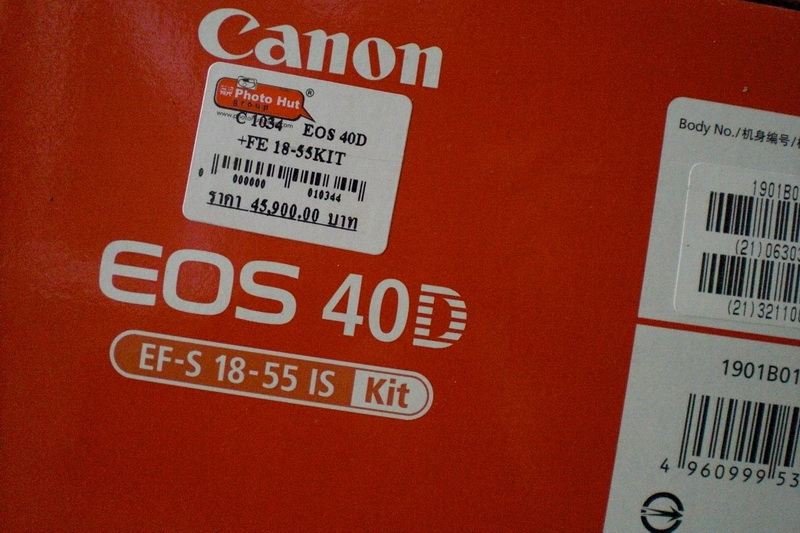 Canon
Photo Hut
group
C 1034 EOS 40D
+FE 18-55KIT
0 000000 010344
ราคา 45,900.00 บาท
EOS 40D
EF-S 18-55 IS Kit
Body No./机身编号/
1901B0
(21)0630
(21)32110
1901B01
4 960999 53